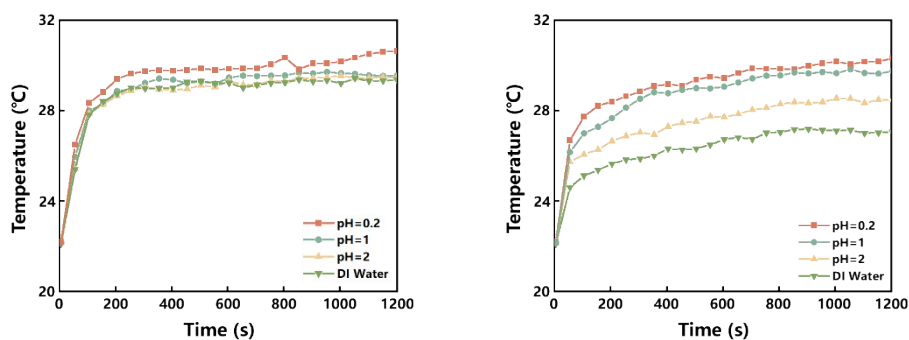 32
28
24
20
Temperature (℃)
pH=0.2
pH=1
pH=2
DI Water
0 200 400 600 800 1000 1200
Time (s)
32
28
24
20
Temperature (℃)
pH=0.2
pH=1
pH=2
DI Water
0 200 400 600 800 1000 1200
Time (s)